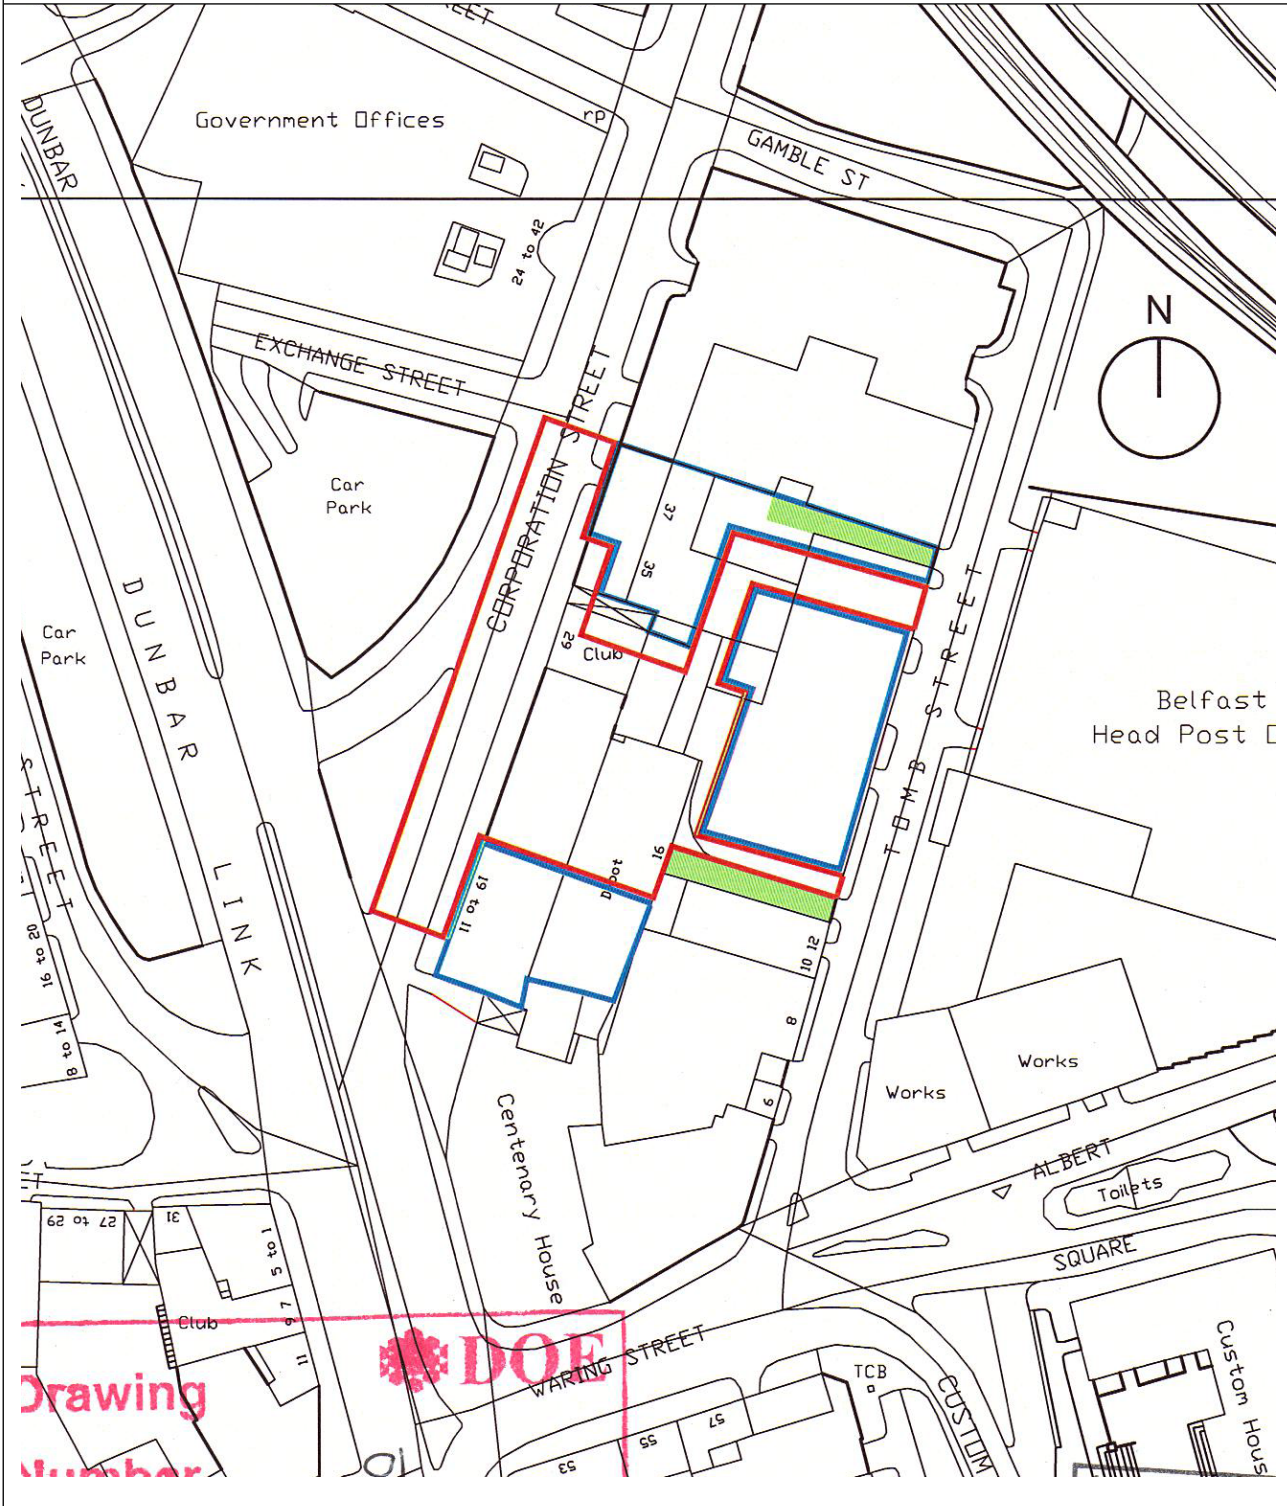 DUNBAR
Government Offices
rp
GAMBLE ST
24 to 42
N
EXCHANGE STREET
CORPORATION STREET
Car
Park
37
35
Car
Park
DUNBAR
LINK
29
Club
TOMB STREET
Belfast
Head Post
STREET
16
Depot
11 to 19
10 12
16 to 20
8 to 14
8
Works
Works
6
Centenary House
ALBERT
Toilets
SQUARE
27 to 29
31
5 to 1
7
9
11
Club
DOE
WARING STREET
Drawing
Number
TCB
57
55
53
CUSTOM
Custom Hous